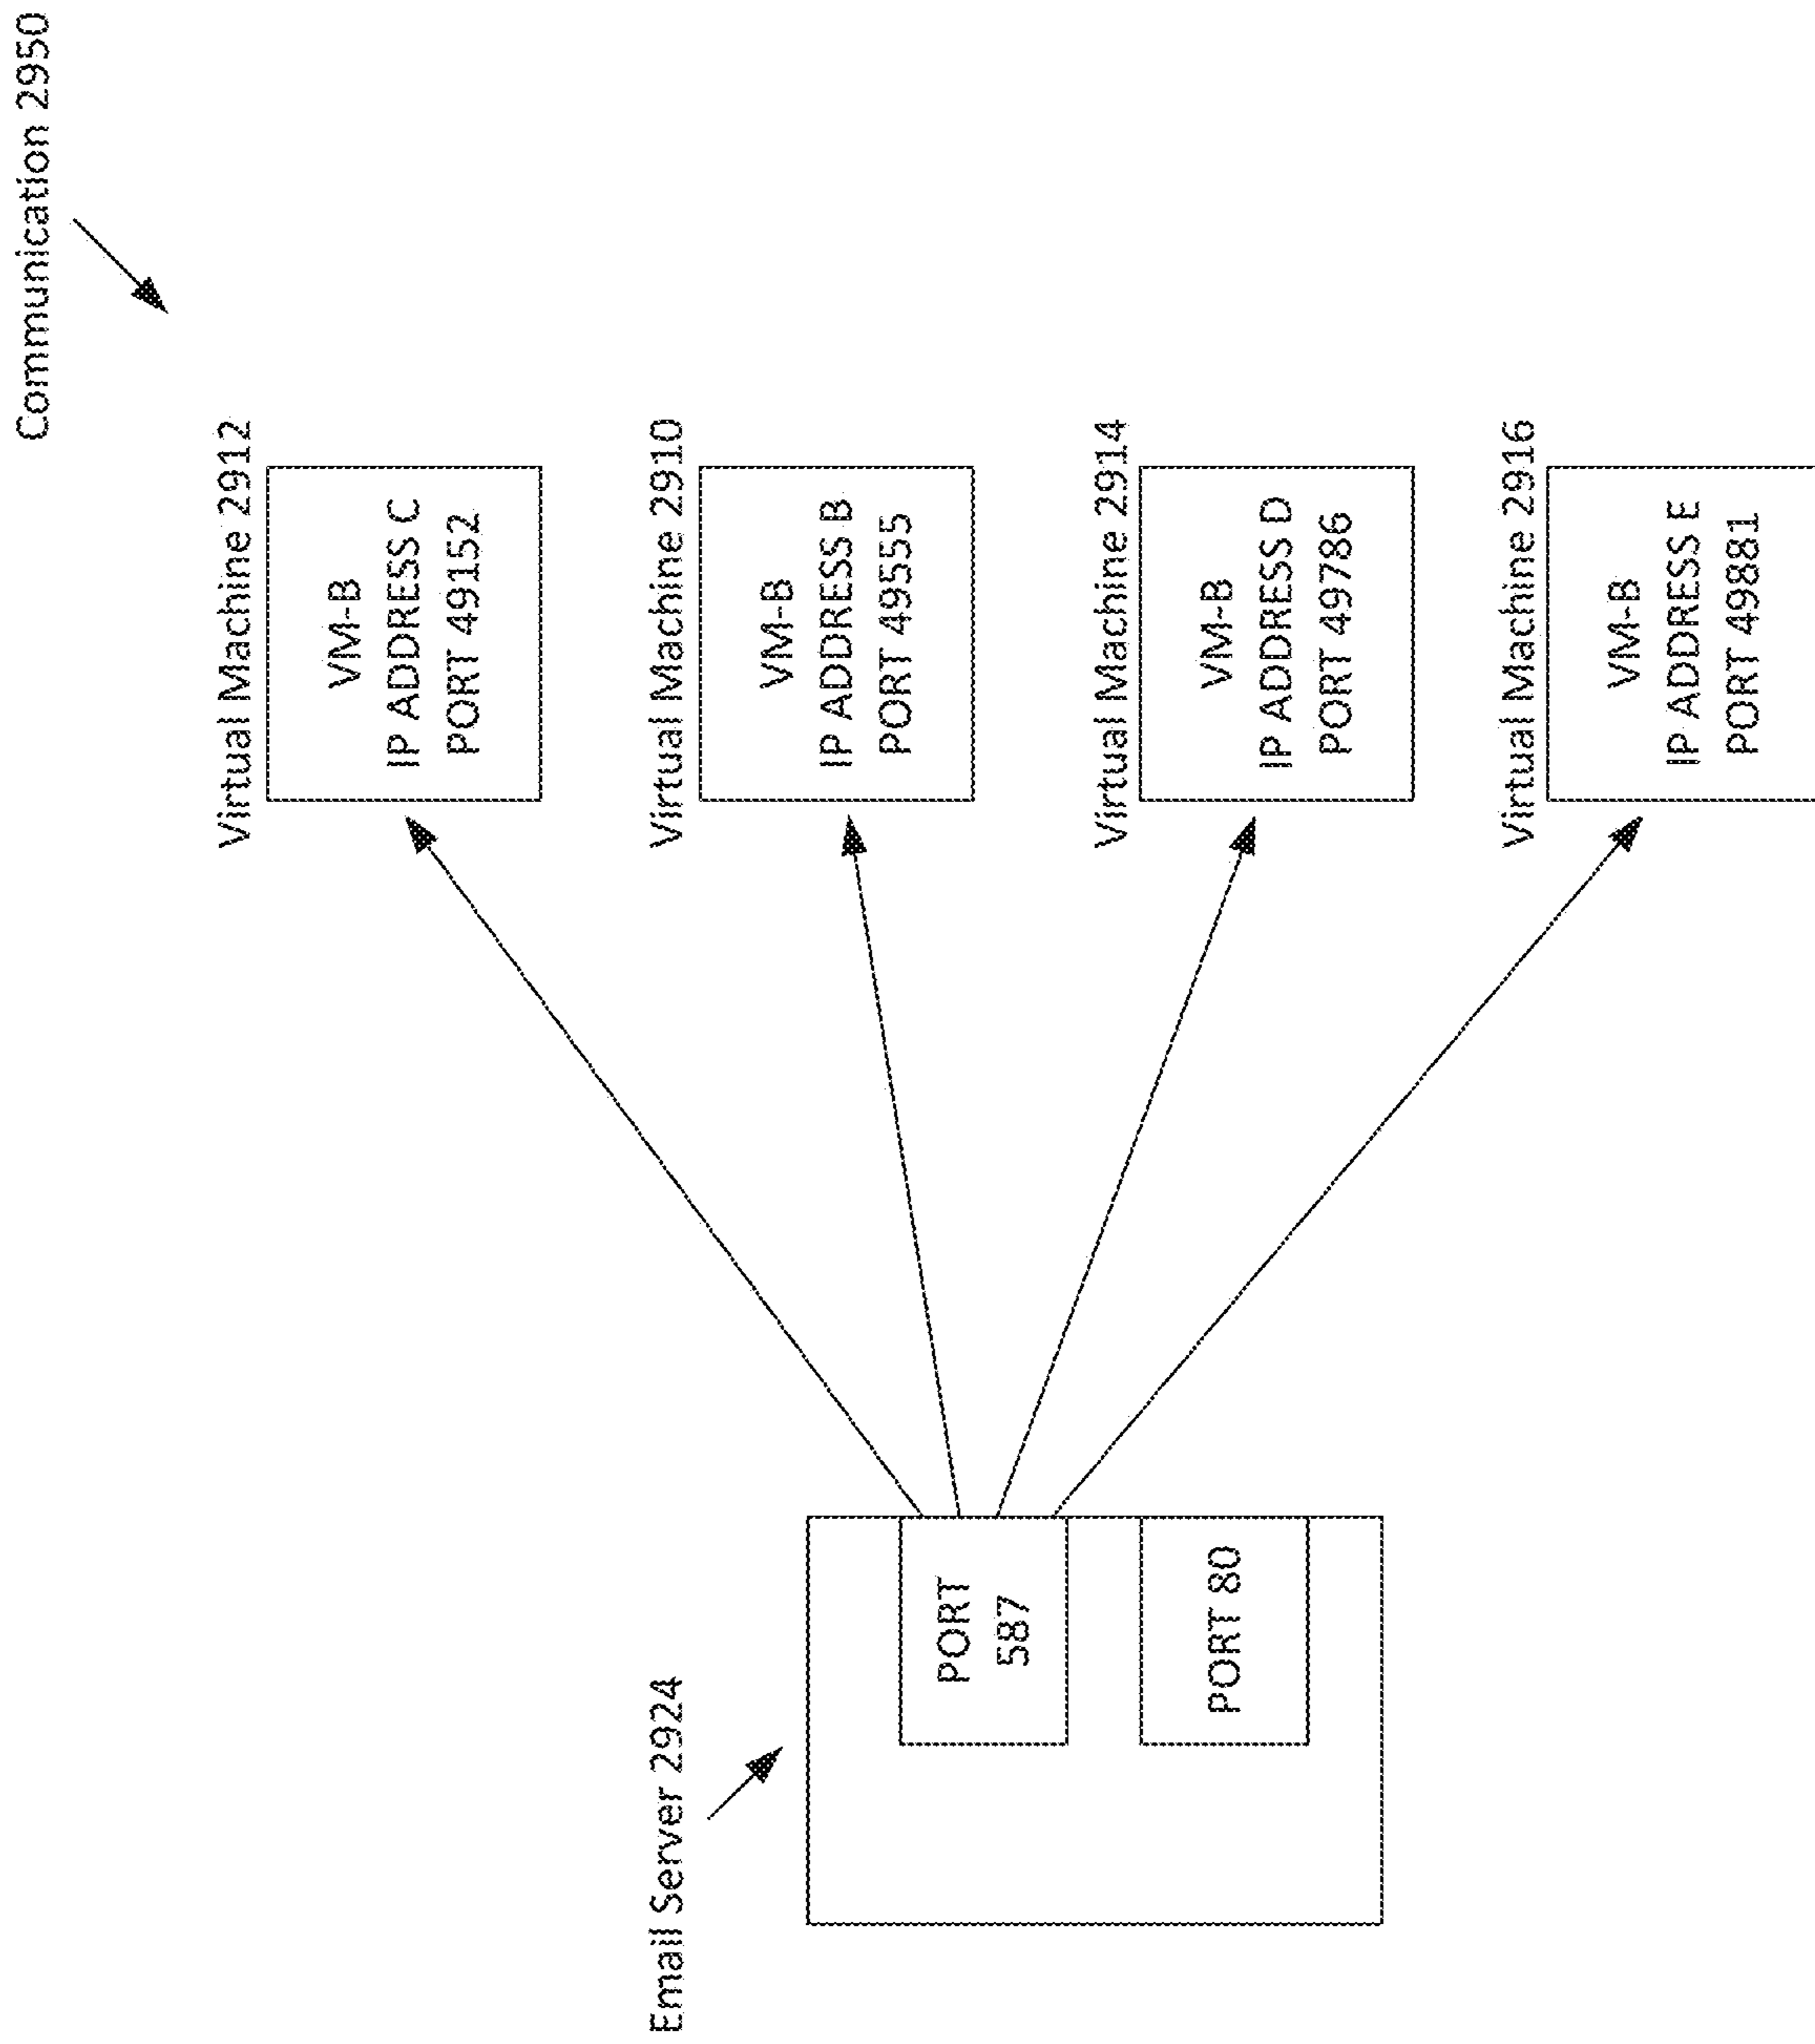 Communication 2950
Virtual Machine 2912
VM-B
IP ADDRESS C
PORT 49152
Virtual Machine 2910
VM-B
IP ADDRESS B
PORT 49555
Email Server 2924
PORT
587
PORT 80
Virtual Machine 2914
VM-B
IP ADDRESS D
PORT 49786
Virtual Machine 2916
VM-B
IP ADDRESS E
PORT 49881